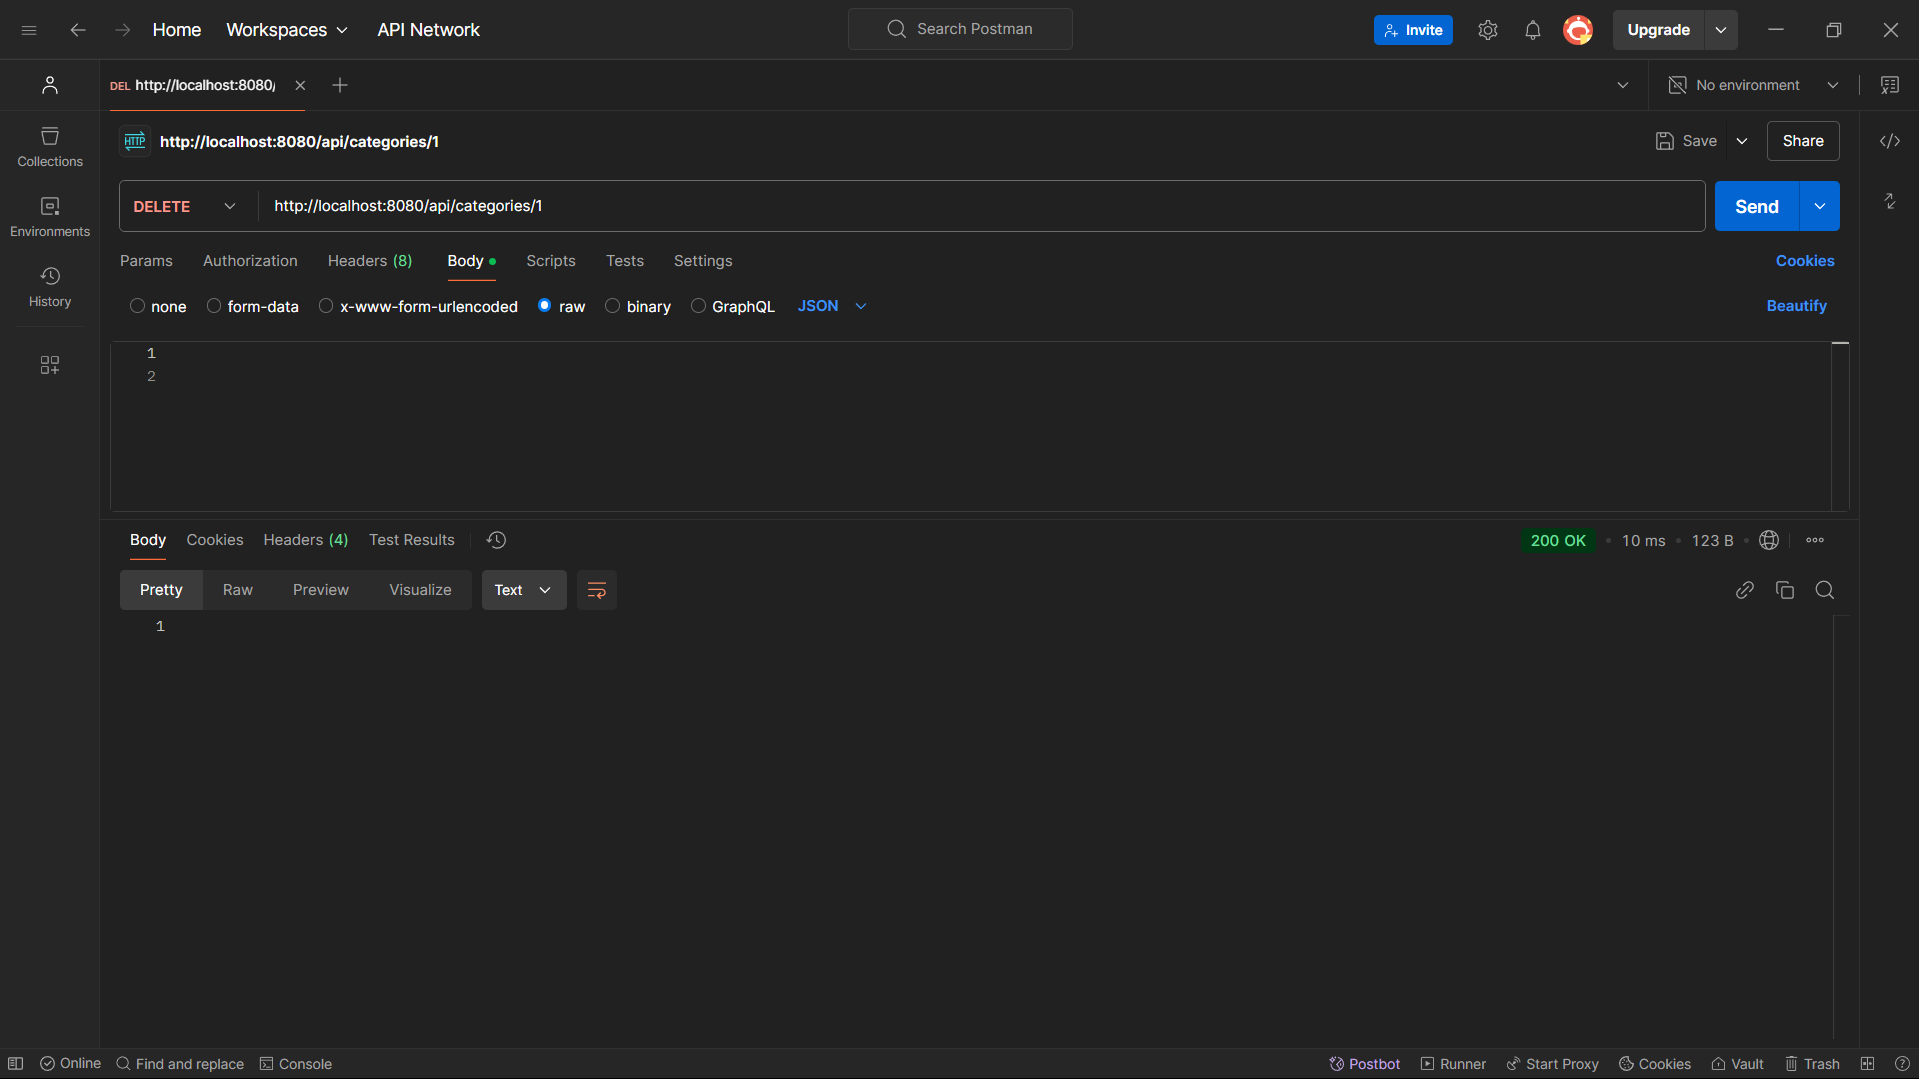 Home Workspaces API Network Search Postman Invite Upgrade
DEL http://localhost:8080/ No environment
HTTP http://localhost:8080/api/categories/1 Save Share
Collections
DELETE http://localhost:8080/api/categories/1 Send
Environments
Params Authorization Headers (8) Body Scripts Tests Settings Cookies
History
none form-data x-www-form-urlencoded raw binary GraphQL JSON Beautify
1
2
Body Cookies Headers (4) Test Results 200 OK 10 ms 123 B
Pretty Raw Preview Visualize Text
1
Online Find and replace Console Postbot Runner Start Proxy Cookies Vault Trash